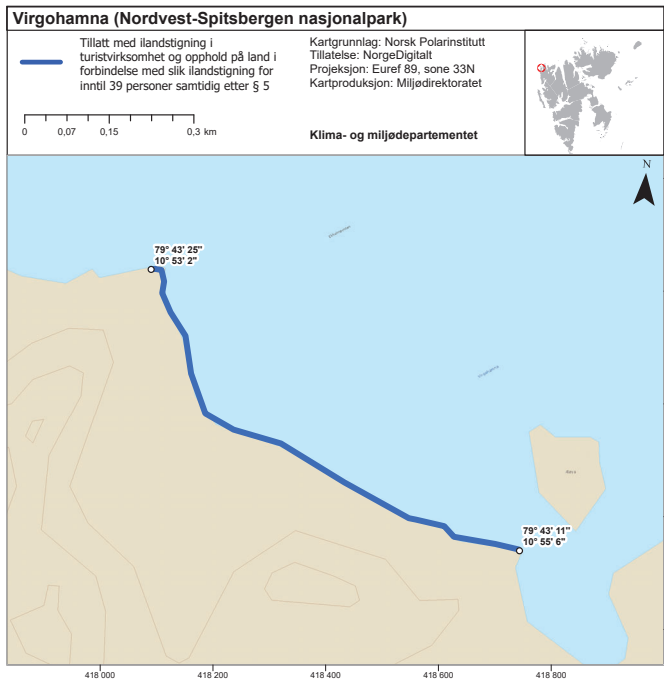 Virgohamna (Nordvest-Spitsbergen nasjonalpark)
Tillatt med ilandstigning i
turistvirksomhet og opphold på land i
forbindelse med slik ilandstigning for
inntil 39 personer samtidig etter § 5
0 0,07 0,15 0,3 km
Kartgrunnlag: Norsk Polarinstitutt
Tillatelse: NorgeDigitalt
Projeksjon: Euref 89, sone 33N
Kartproduksjon: Miljødirektoratet
Klima- og miljødepartementet
N
79° 43' 25"
10° 53' 2"
Virgohamna
79° 43' 11"
10° 55' 6"
418 000 418 200 418 400 418 600 418 800